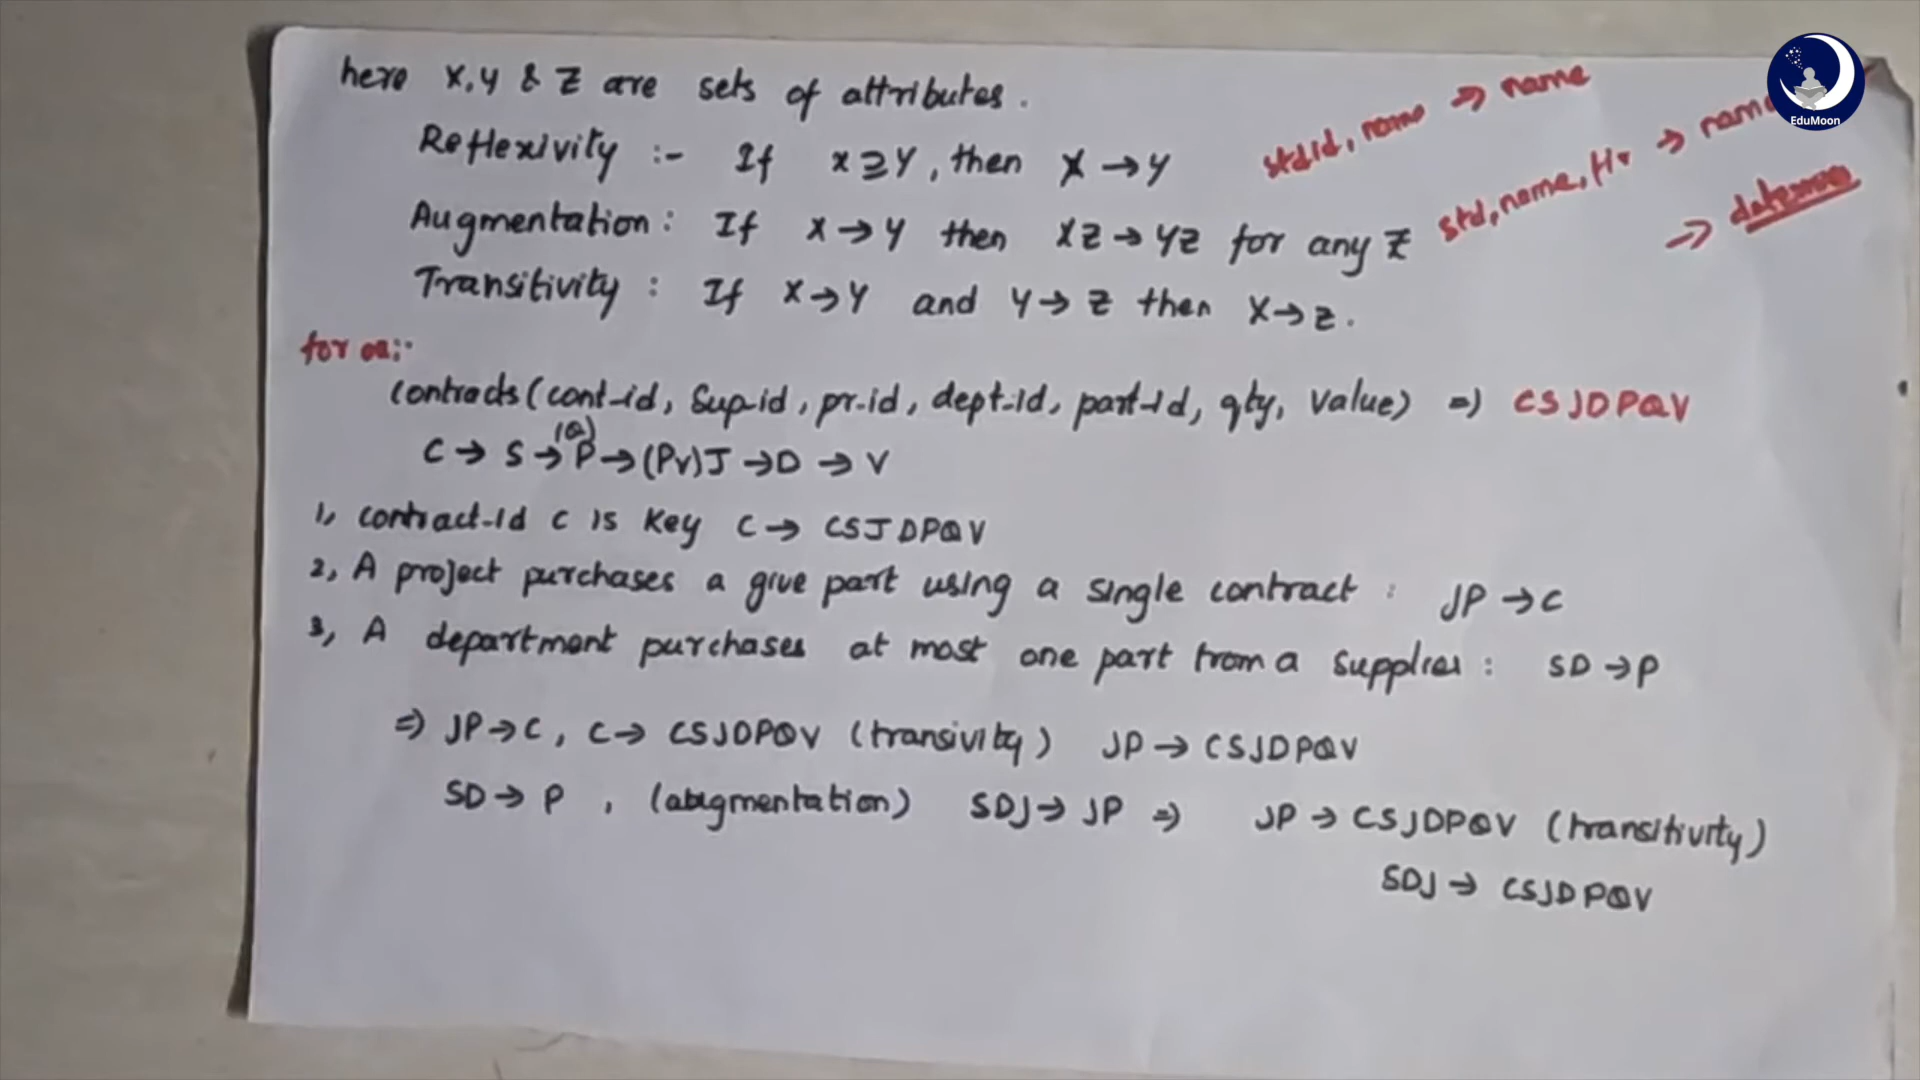 here X, Y & Z are sets of attributes.
Reflexivity :- If X ⊇ Y, then X → Y
stdid, name → name
Augmentation : If X → Y then XZ → YZ for any Z
std, name, → name
Transitivity : If X → Y and Y → Z then X → Z.
for
contracts (cont-id, Sup-id, pr-id, dept-id, part-id, qty, value) ⇒ CSJDPQV
(Q)
C → S → P → (Pr)J → D → V
1, contract-id C is key C → CSJDPQV
2, A project purchases a give part using a single contract : JP → C
3, A department purchases at most one part from a supplies : SD → P
⇒ JP → C, C → CSJDPQV (transivity) JP → CSJDPQV
SD → P , (augmentation) SDJ → JP ⇒ JP → CSJDPQV (transitivity)
SDJ → CSJDPQV
EduMoon